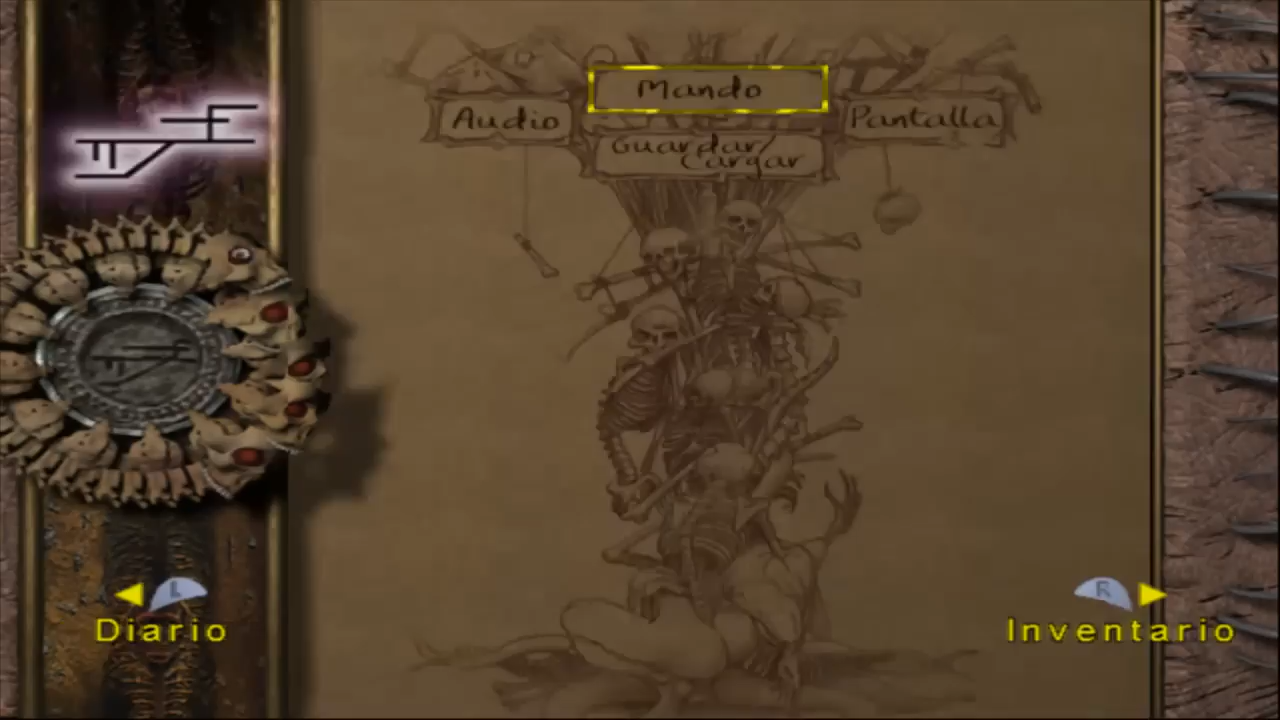 Mando
Audio
Pantalla
Guardar/
Cargar
L
R
Diario
Inventario